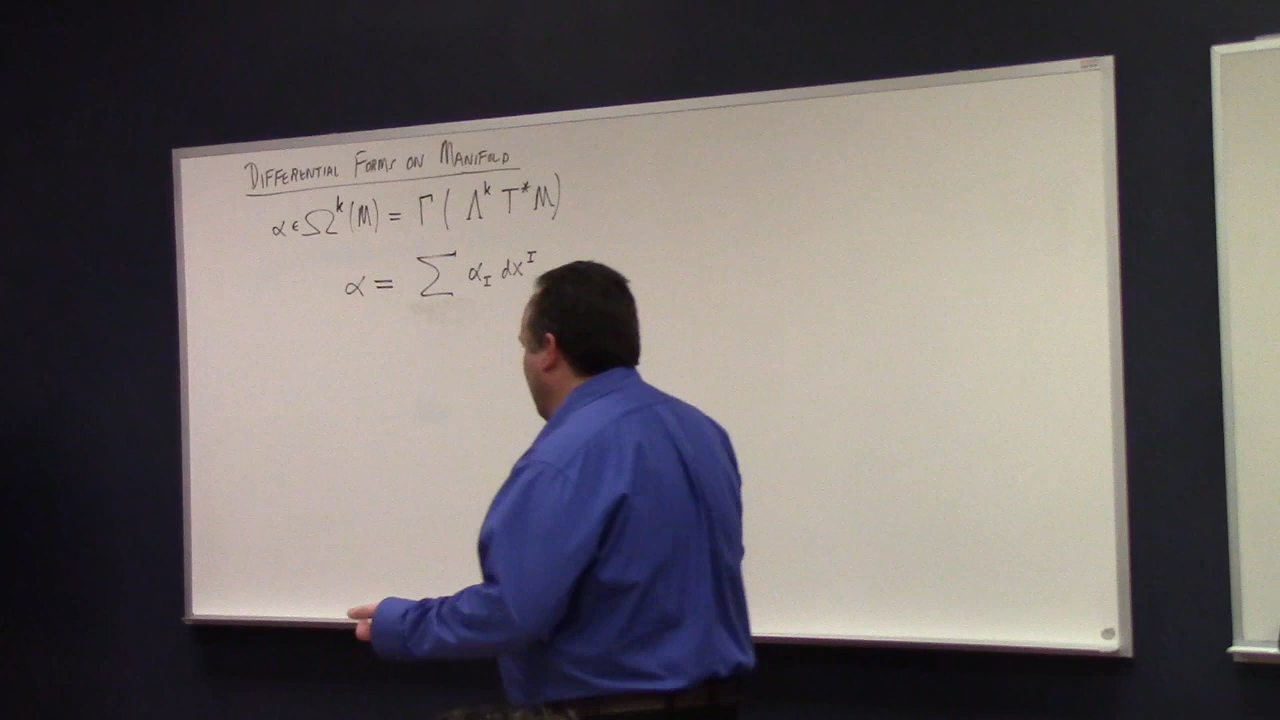 DIFFERENTIAL FORMS ON MANIFOLD
α ∈ Ω^k (M) = Γ ( Λ^k T* M )
α = ∑ α_I dx^I